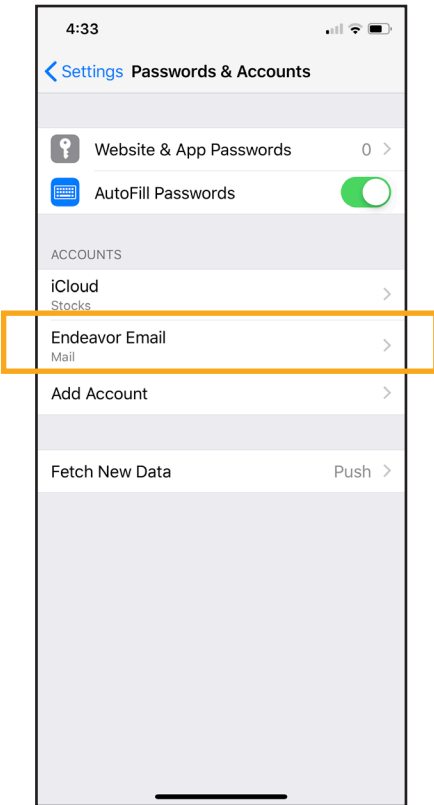 4:33
Settings Passwords & Accounts
Website & App Passwords 0
AutoFill Passwords
ACCOUNTS
iCloud
Stocks
Endeavor Email
Mail
Add Account
Fetch New Data Push